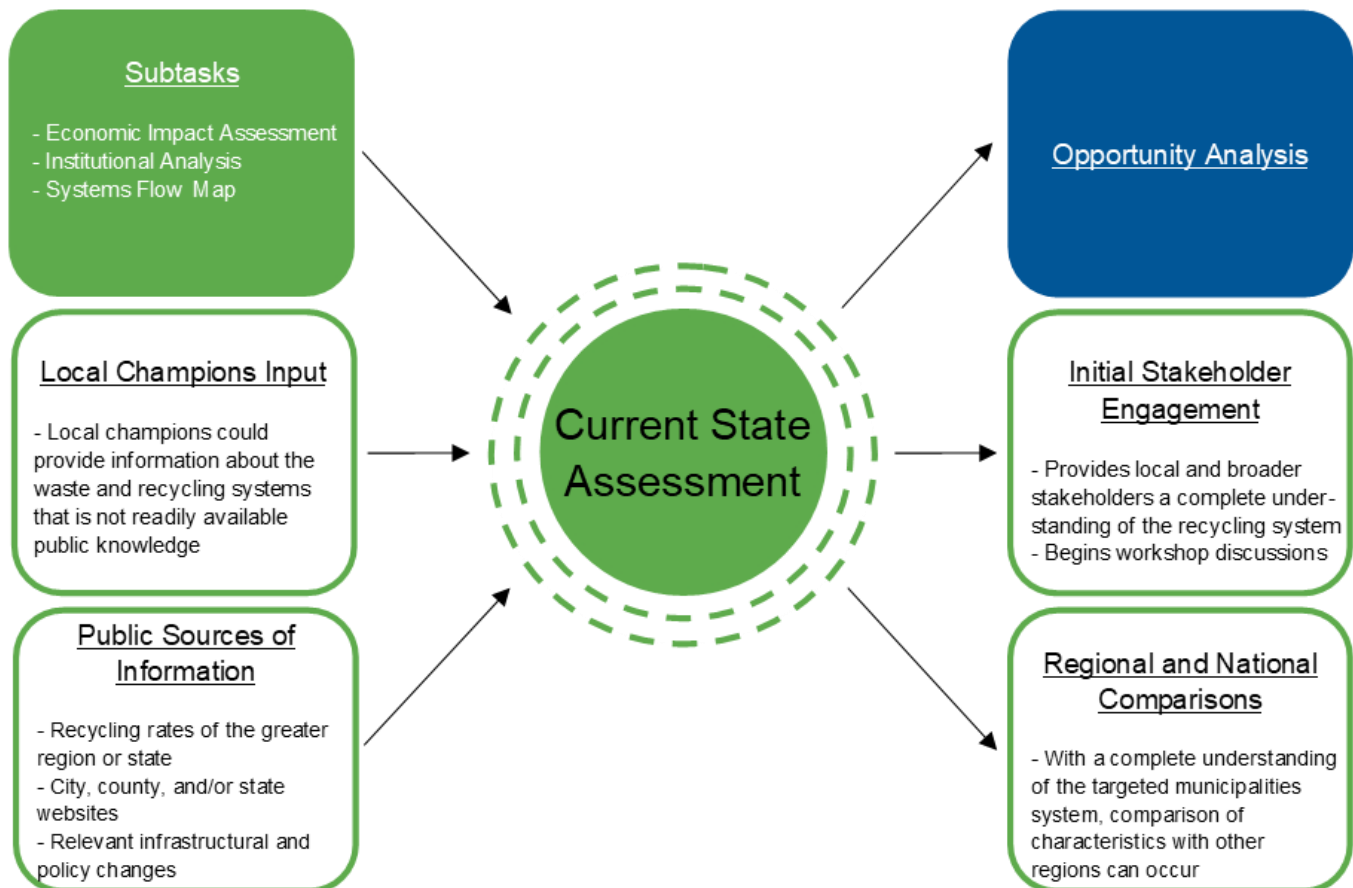 Subtasks
- Economic Impact Assessment
- Institutional Analysis
- Systems Flow Map
Local Champions Input
- Local champions could
provide information about the
waste and recycling systems
that is not readily available
public knowledge
Public Sources of
Information
- Recycling rates of the greater
region or state
- City, county, and/or state
websites
- Relevant infrastructural and
policy changes
Current State
Assessment
Opportunity Analysis
Initial Stakeholder
Engagement
- Provides local and broader
stakeholders a complete under-
standing of the recycling system
- Begins workshop discussions
Regional and National
Comparisons
- With a complete understanding
of the targeted municipalities
system, comparison of
characteristics with other
regions can occur